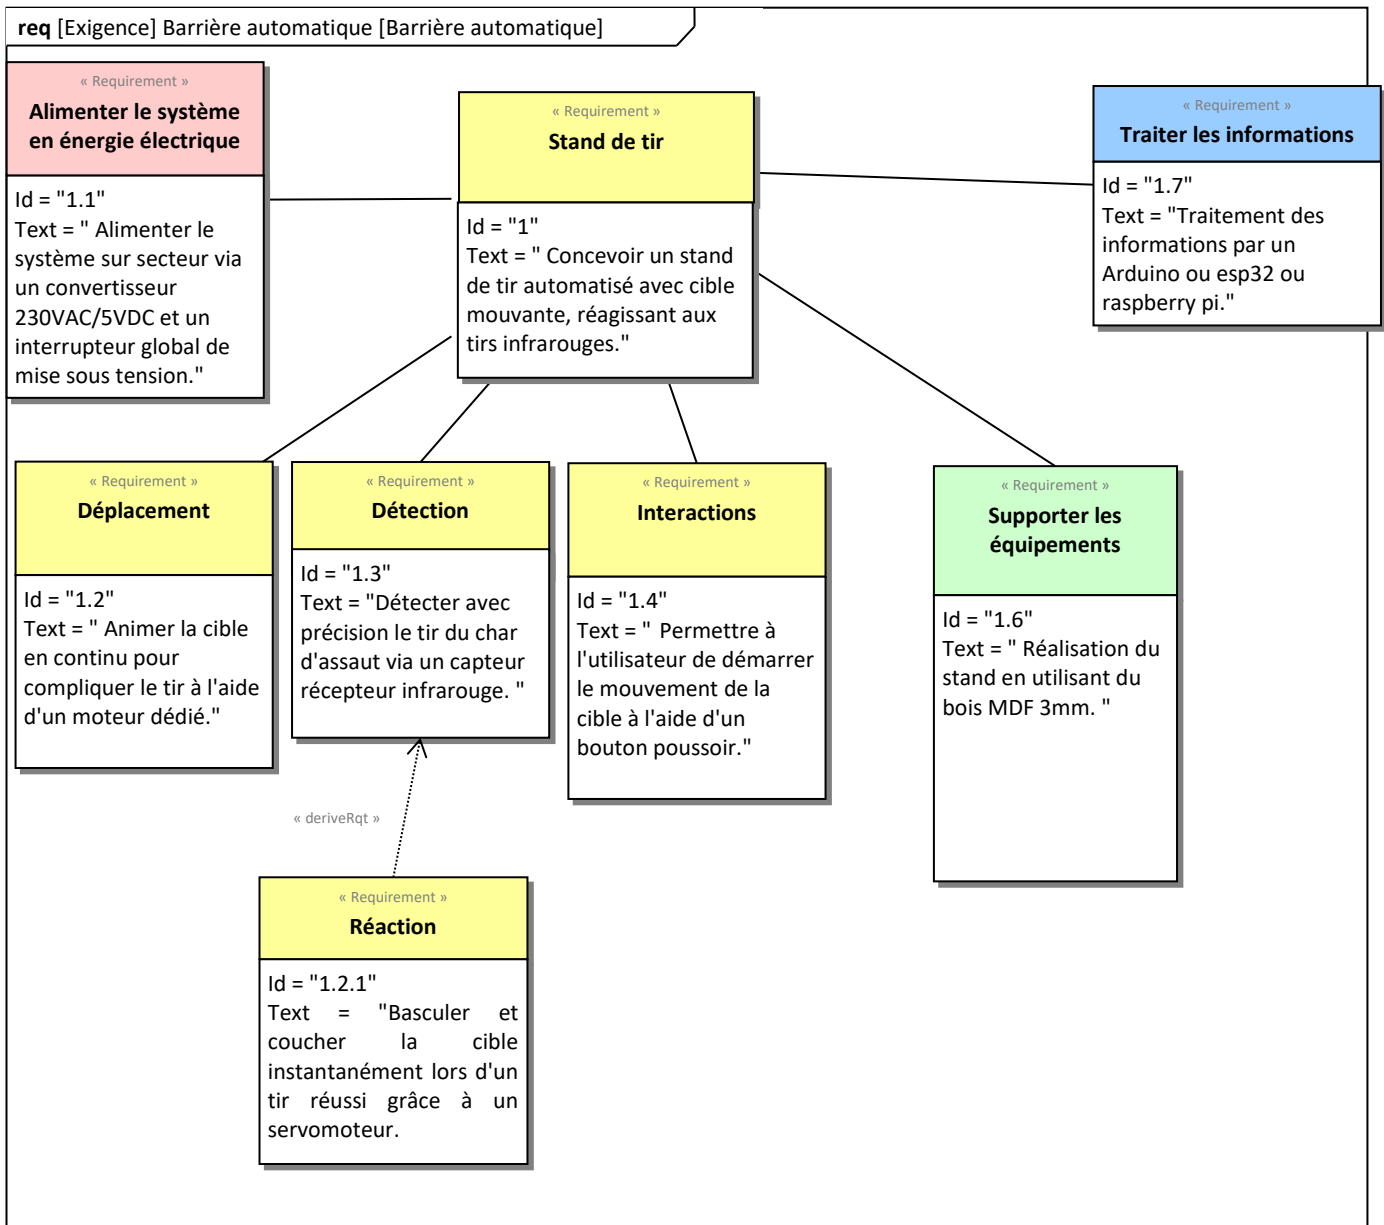 req [Exigence] Barrière automatique [Barrière automatique]
« Requirement »
Alimenter le système
en énergie électrique
Id = "1.1"
Text = " Alimenter le
système sur secteur via
un convertisseur
230VAC/5VDC et un
interrupteur global de
mise sous tension."
« Requirement »
Stand de tir
Id = "1"
Text = " Concevoir un stand
de tir automatisé avec cible
mouvante, réagissant aux
tirs infrarouges."
« Requirement »
Traiter les informations
Id = "1.7"
Text = "Traitement des
informations par un
Arduino ou esp32 ou
raspberry pi."
« Requirement »
Déplacement
Id = "1.2"
Text = " Animer la cible
en continu pour
compliquer le tir à l'aide
d'un moteur dédié."
« Requirement »
Détection
Id = "1.3"
Text = "Détecter avec
précision le tir du char
d'assaut via un capteur
récepteur infrarouge. "
« Requirement »
Interactions
Id = "1.4"
Text = " Permettre à
l'utilisateur de démarrer
le mouvement de la
cible à l'aide d'un
bouton poussoir."
« Requirement »
Supporter les
équipements
Id = "1.6"
Text = " Réalisation du
stand en utilisant du
bois MDF 3mm. "
« deriveRqt »
« Requirement »
Réaction
Id = "1.2.1"
Text = "Basculer et
coucher la cible
instantanément lors d'un
tir réussi grâce à un
servomoteur.